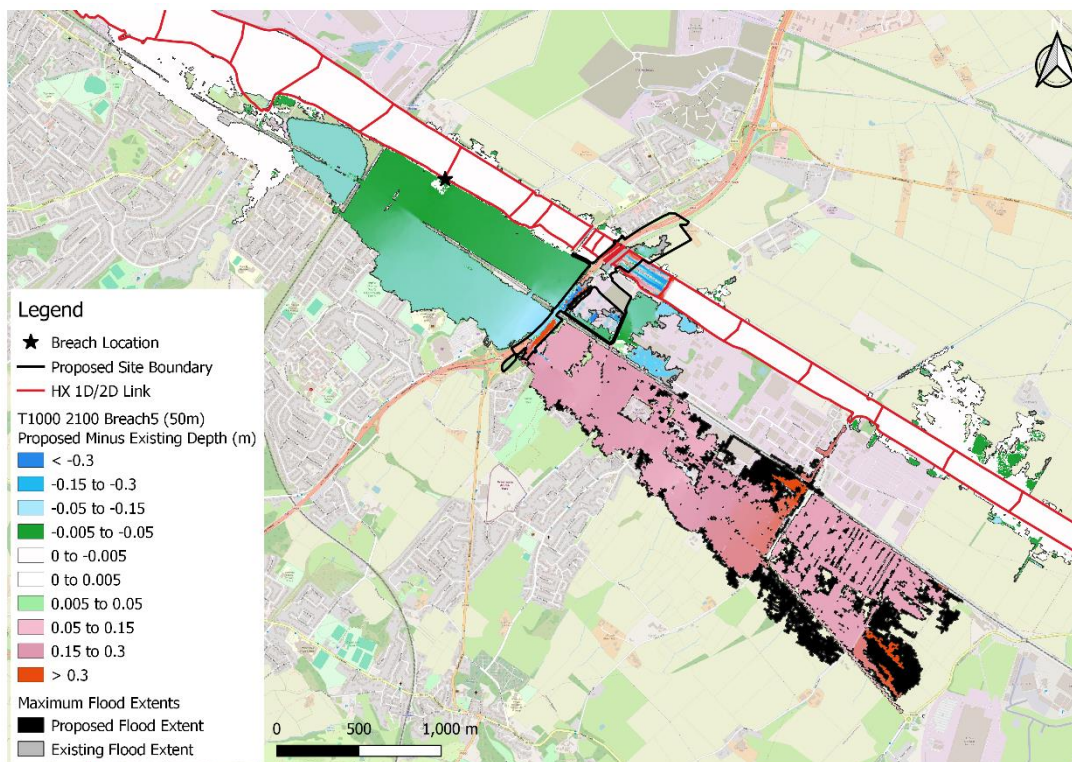 Legend
Breach Location
Proposed Site Boundary
HX 1D/2D Link
T1000 2100 Breach5 (50m)
Proposed Minus Existing Depth (m)
< -0.3
-0.15 to -0.3
-0.05 to -0.15
-0.005 to -0.05
0 to -0.005
0 to 0.005
0.005 to 0.05
0.05 to 0.15
0.15 to 0.3
> 0.3
Maximum Flood Extents
Proposed Flood Extent
Existing Flood Extent
0 500 1,000 m